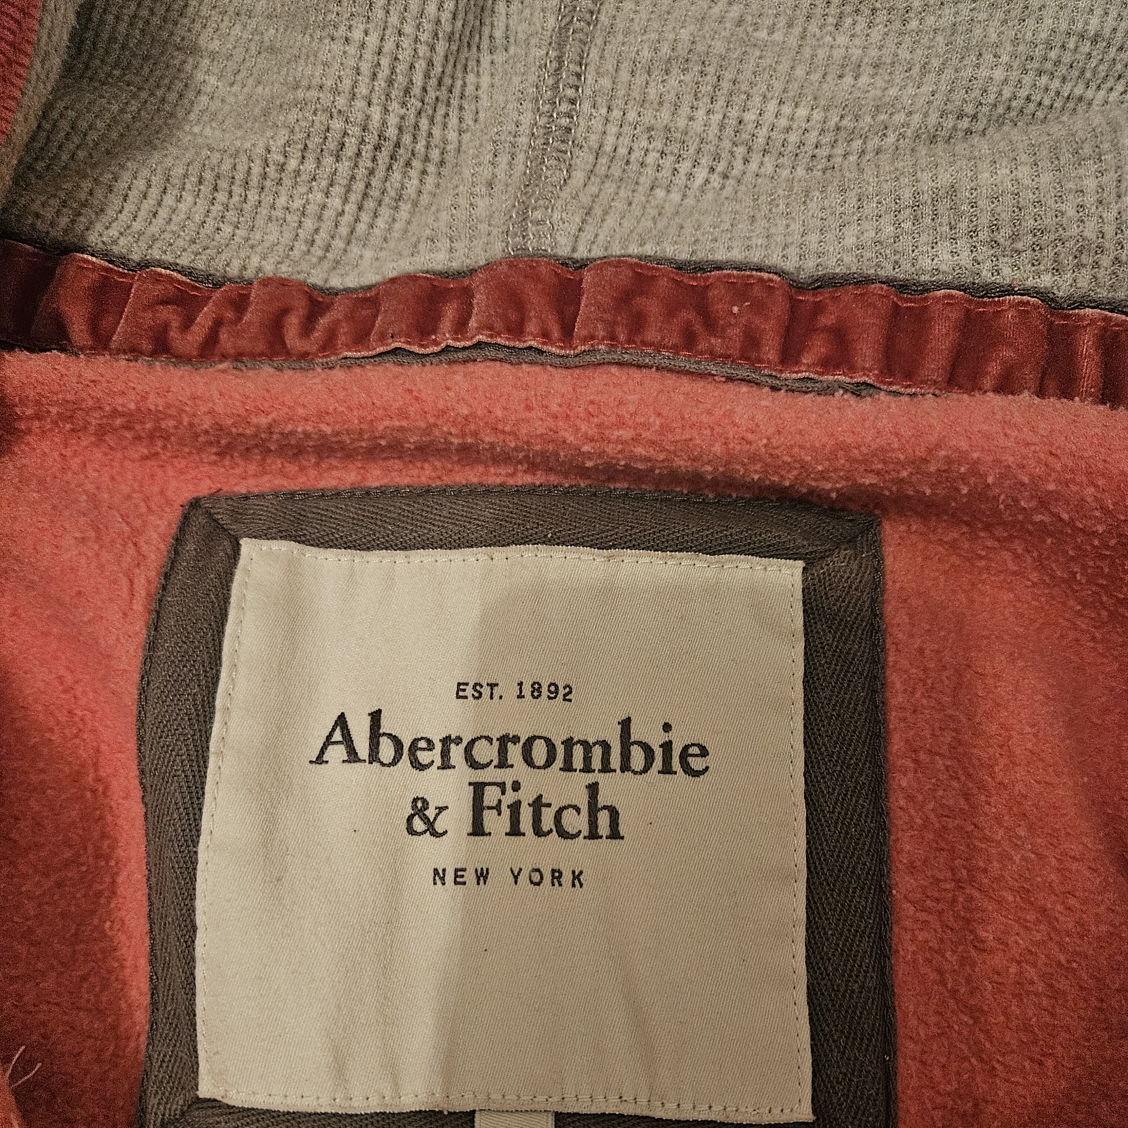 EST. 1892
Abercrombie
& Fitch
NEW YORK